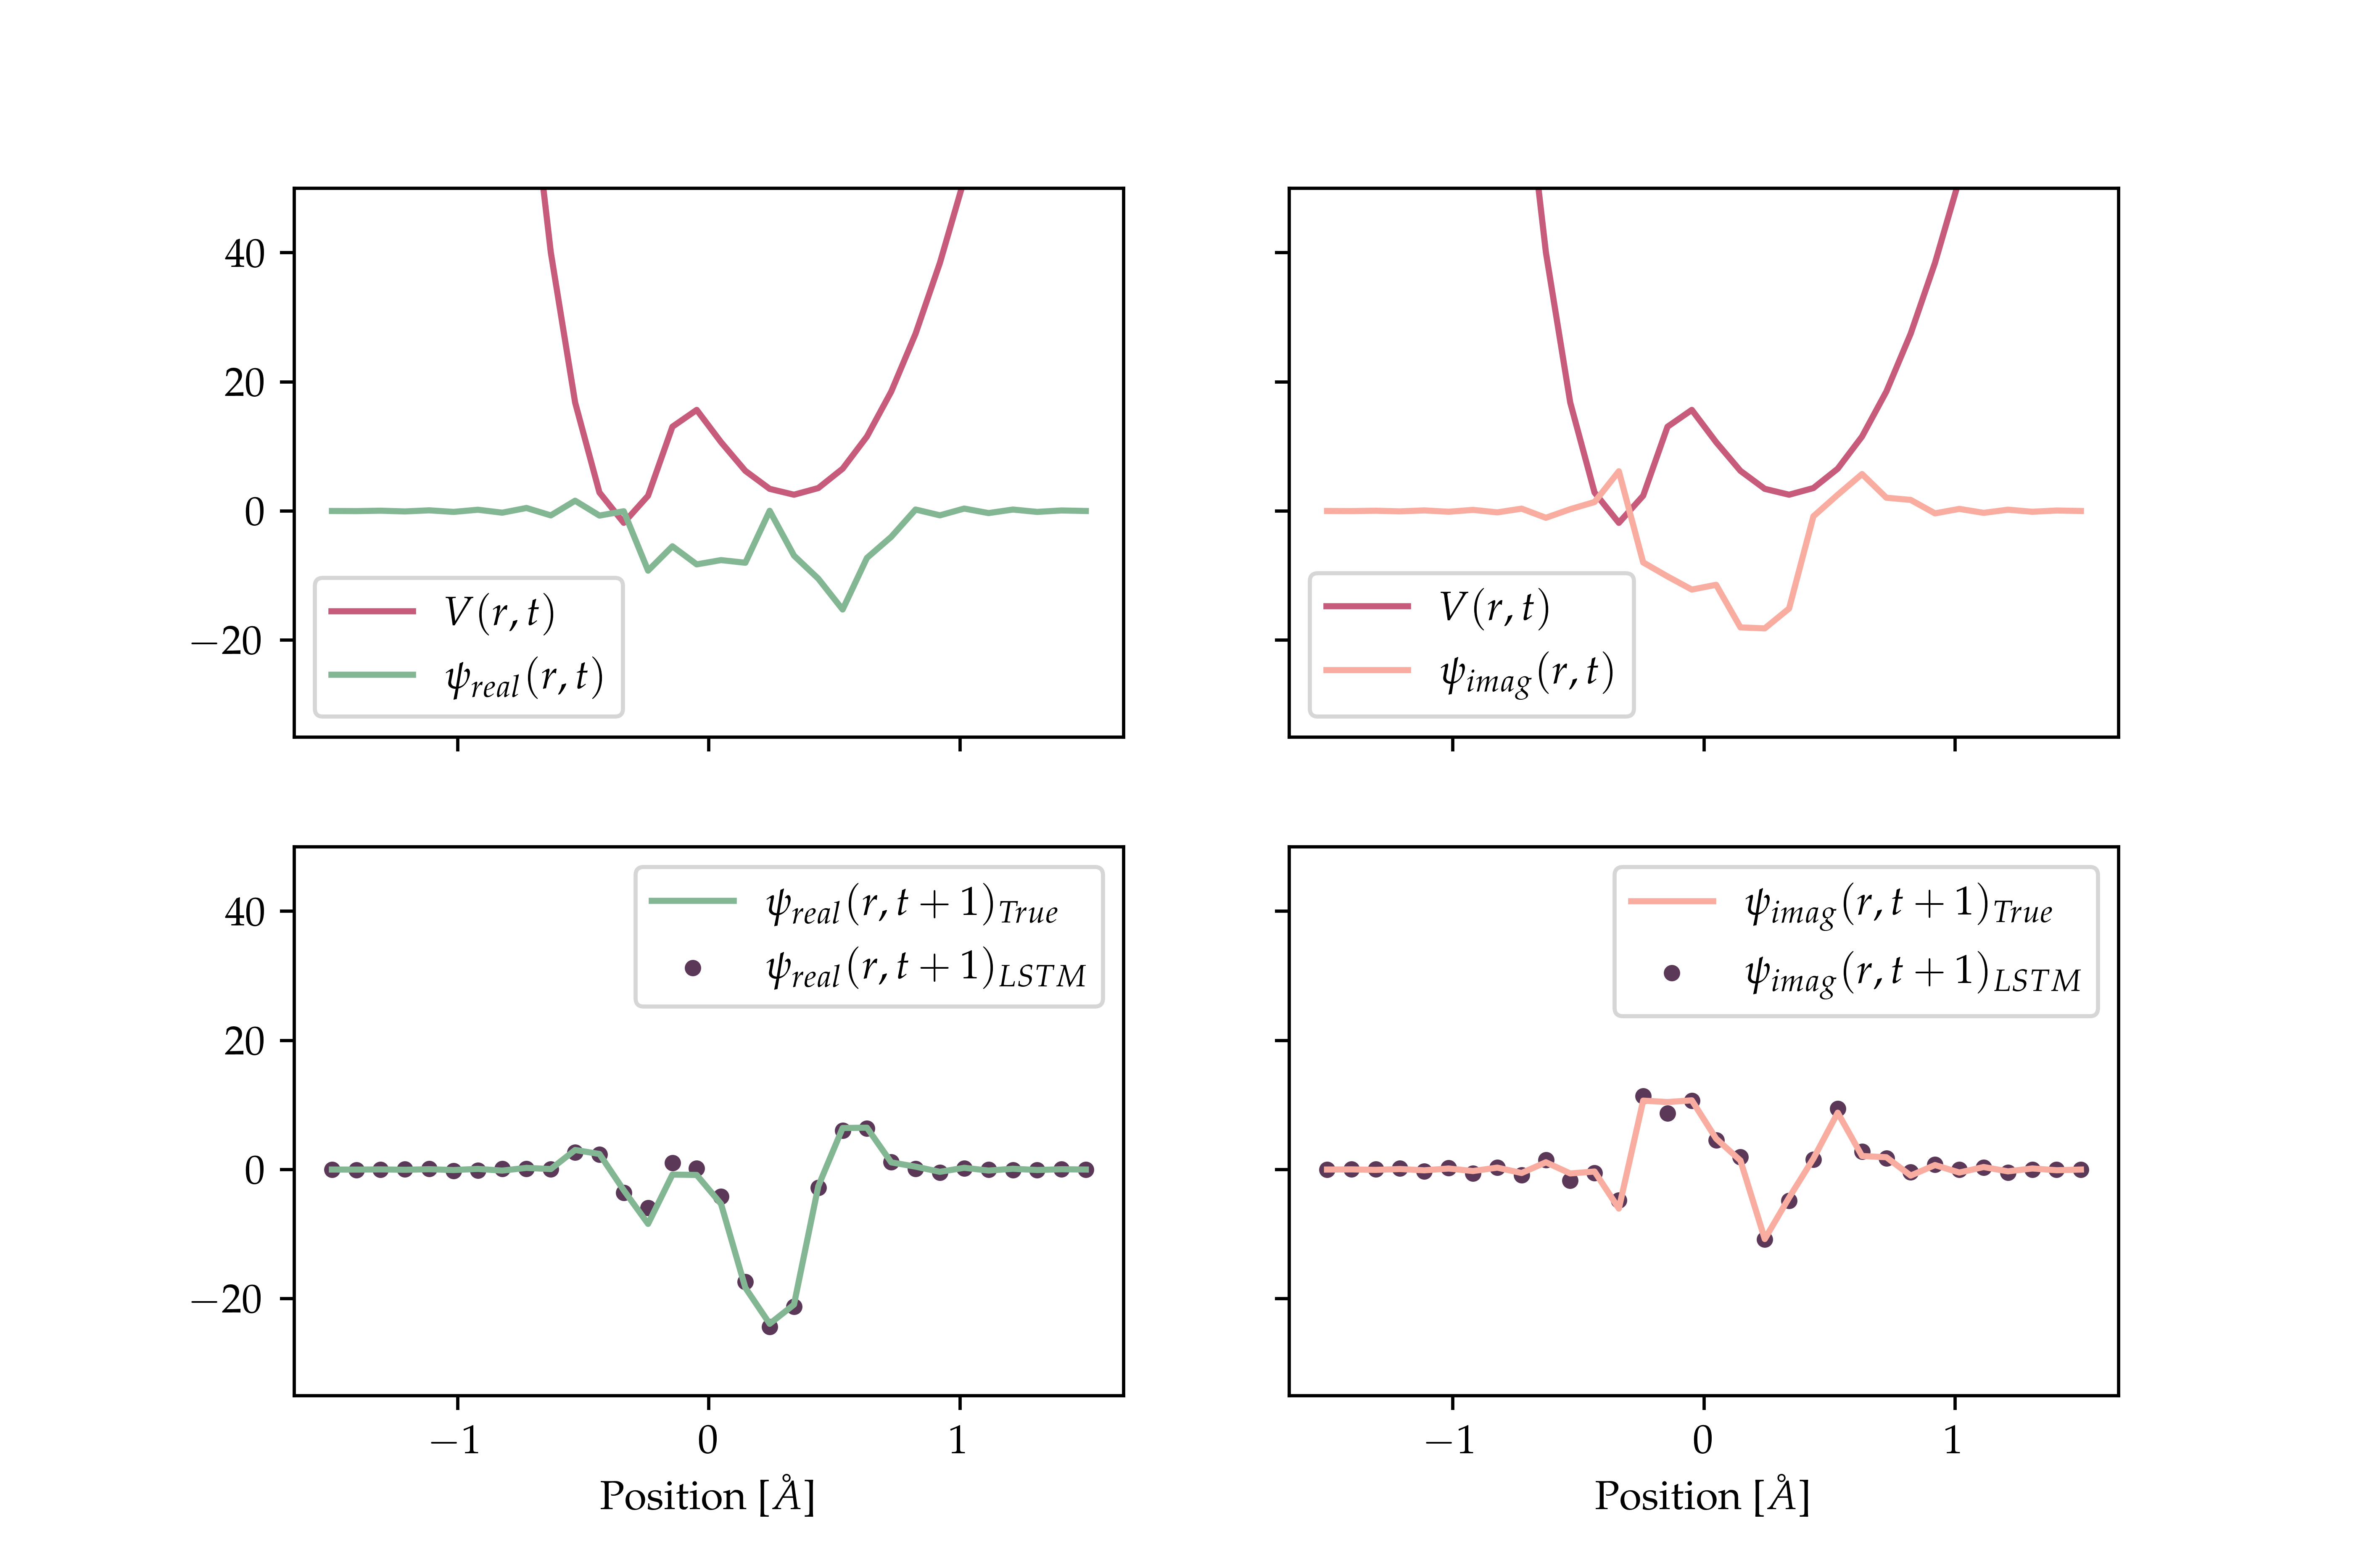 40
20
0
−20
V(r, t)
ψreal(r, t)
V(r, t)
ψimag(r, t)
40
20
0
−20
ψreal(r, t + 1)True
ψreal(r, t + 1)LSTM
−1 0 1
Position [Å]
ψimag(r, t + 1)True
ψimag(r, t + 1)LSTM
−1 0 1
Position [Å]